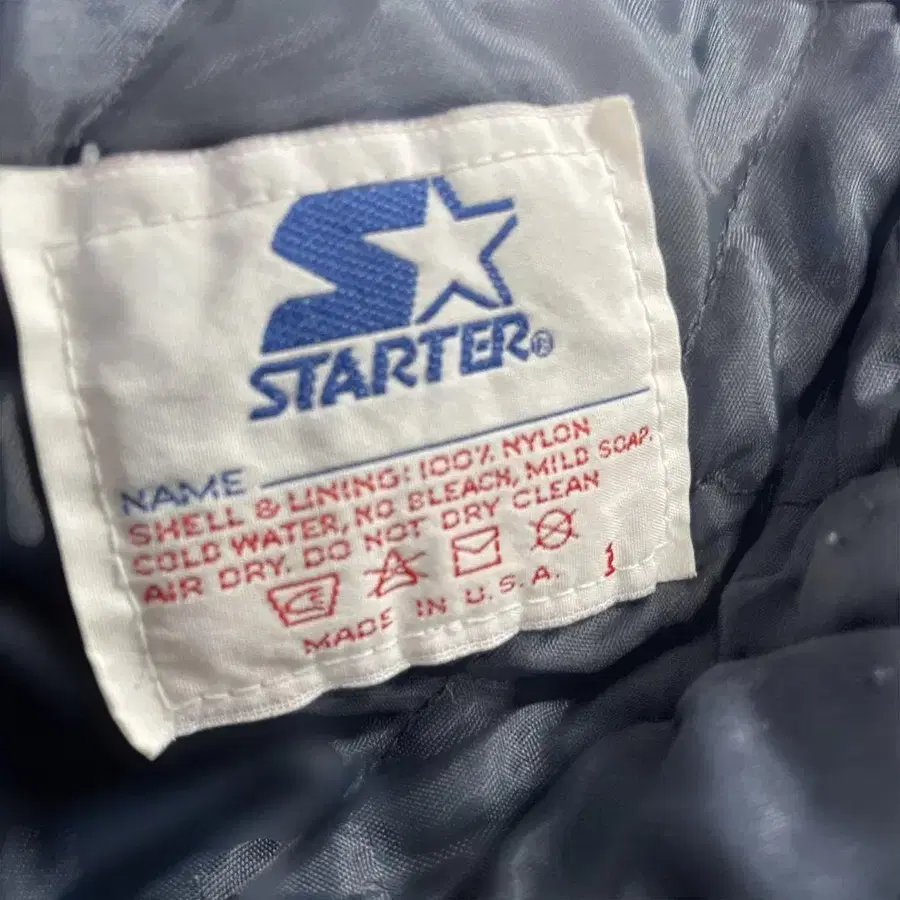 STARTER®
NAME
SHELL & LINING: 100% NYLON
COLD WATER, NO BLEACH, MILD SOAP.
AIR DRY. DO NOT DRY CLEAN
MADE IN U.S.A. 1